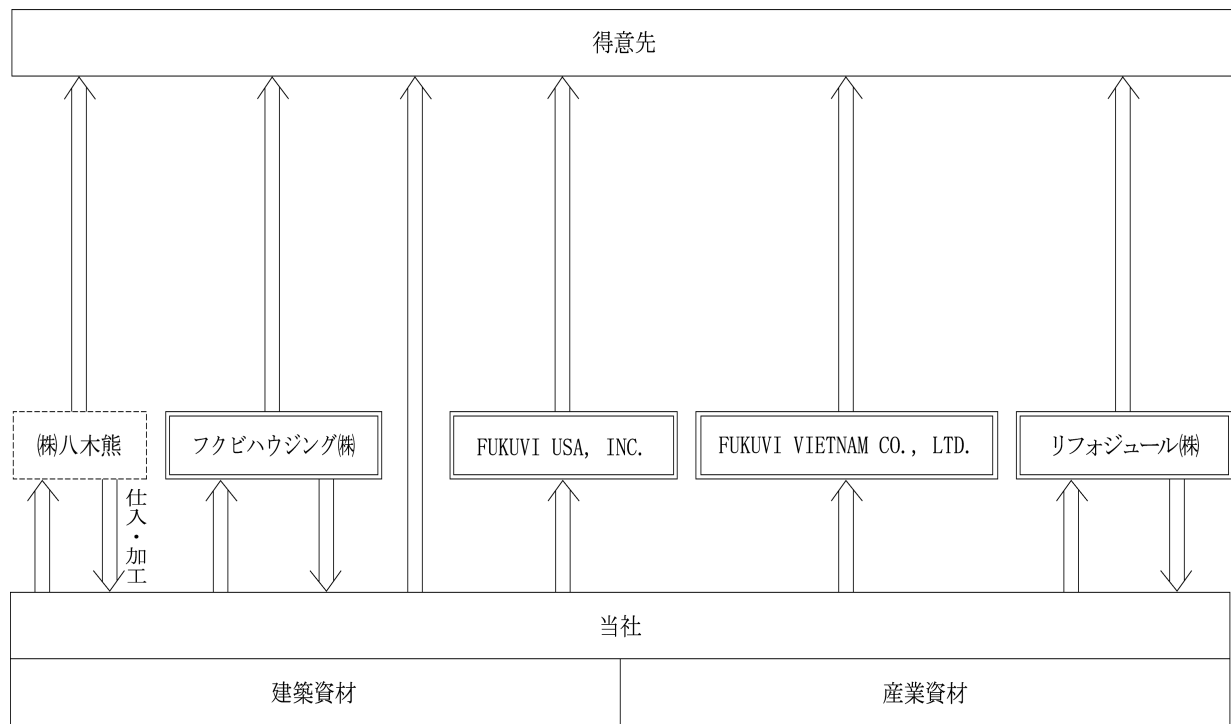 得意先
㈱八木熊
フクビハウジング㈱
FUKUVI USA, INC.
FUKUVI VIETNAM CO., LTD.
リフォジュール㈱
仕入・加工
当社
建築資材
産業資材